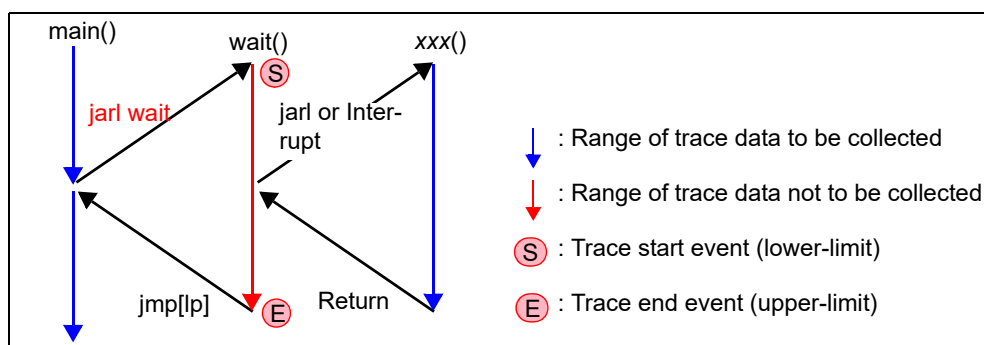 main()
wait()
xxx()
S
jarl wait
jarl or Inter-
rupt
jmp[lp]
E
Return
: Range of trace data to be collected
: Range of trace data not to be collected
S : Trace start event (lower-limit)
E : Trace end event (upper-limit)